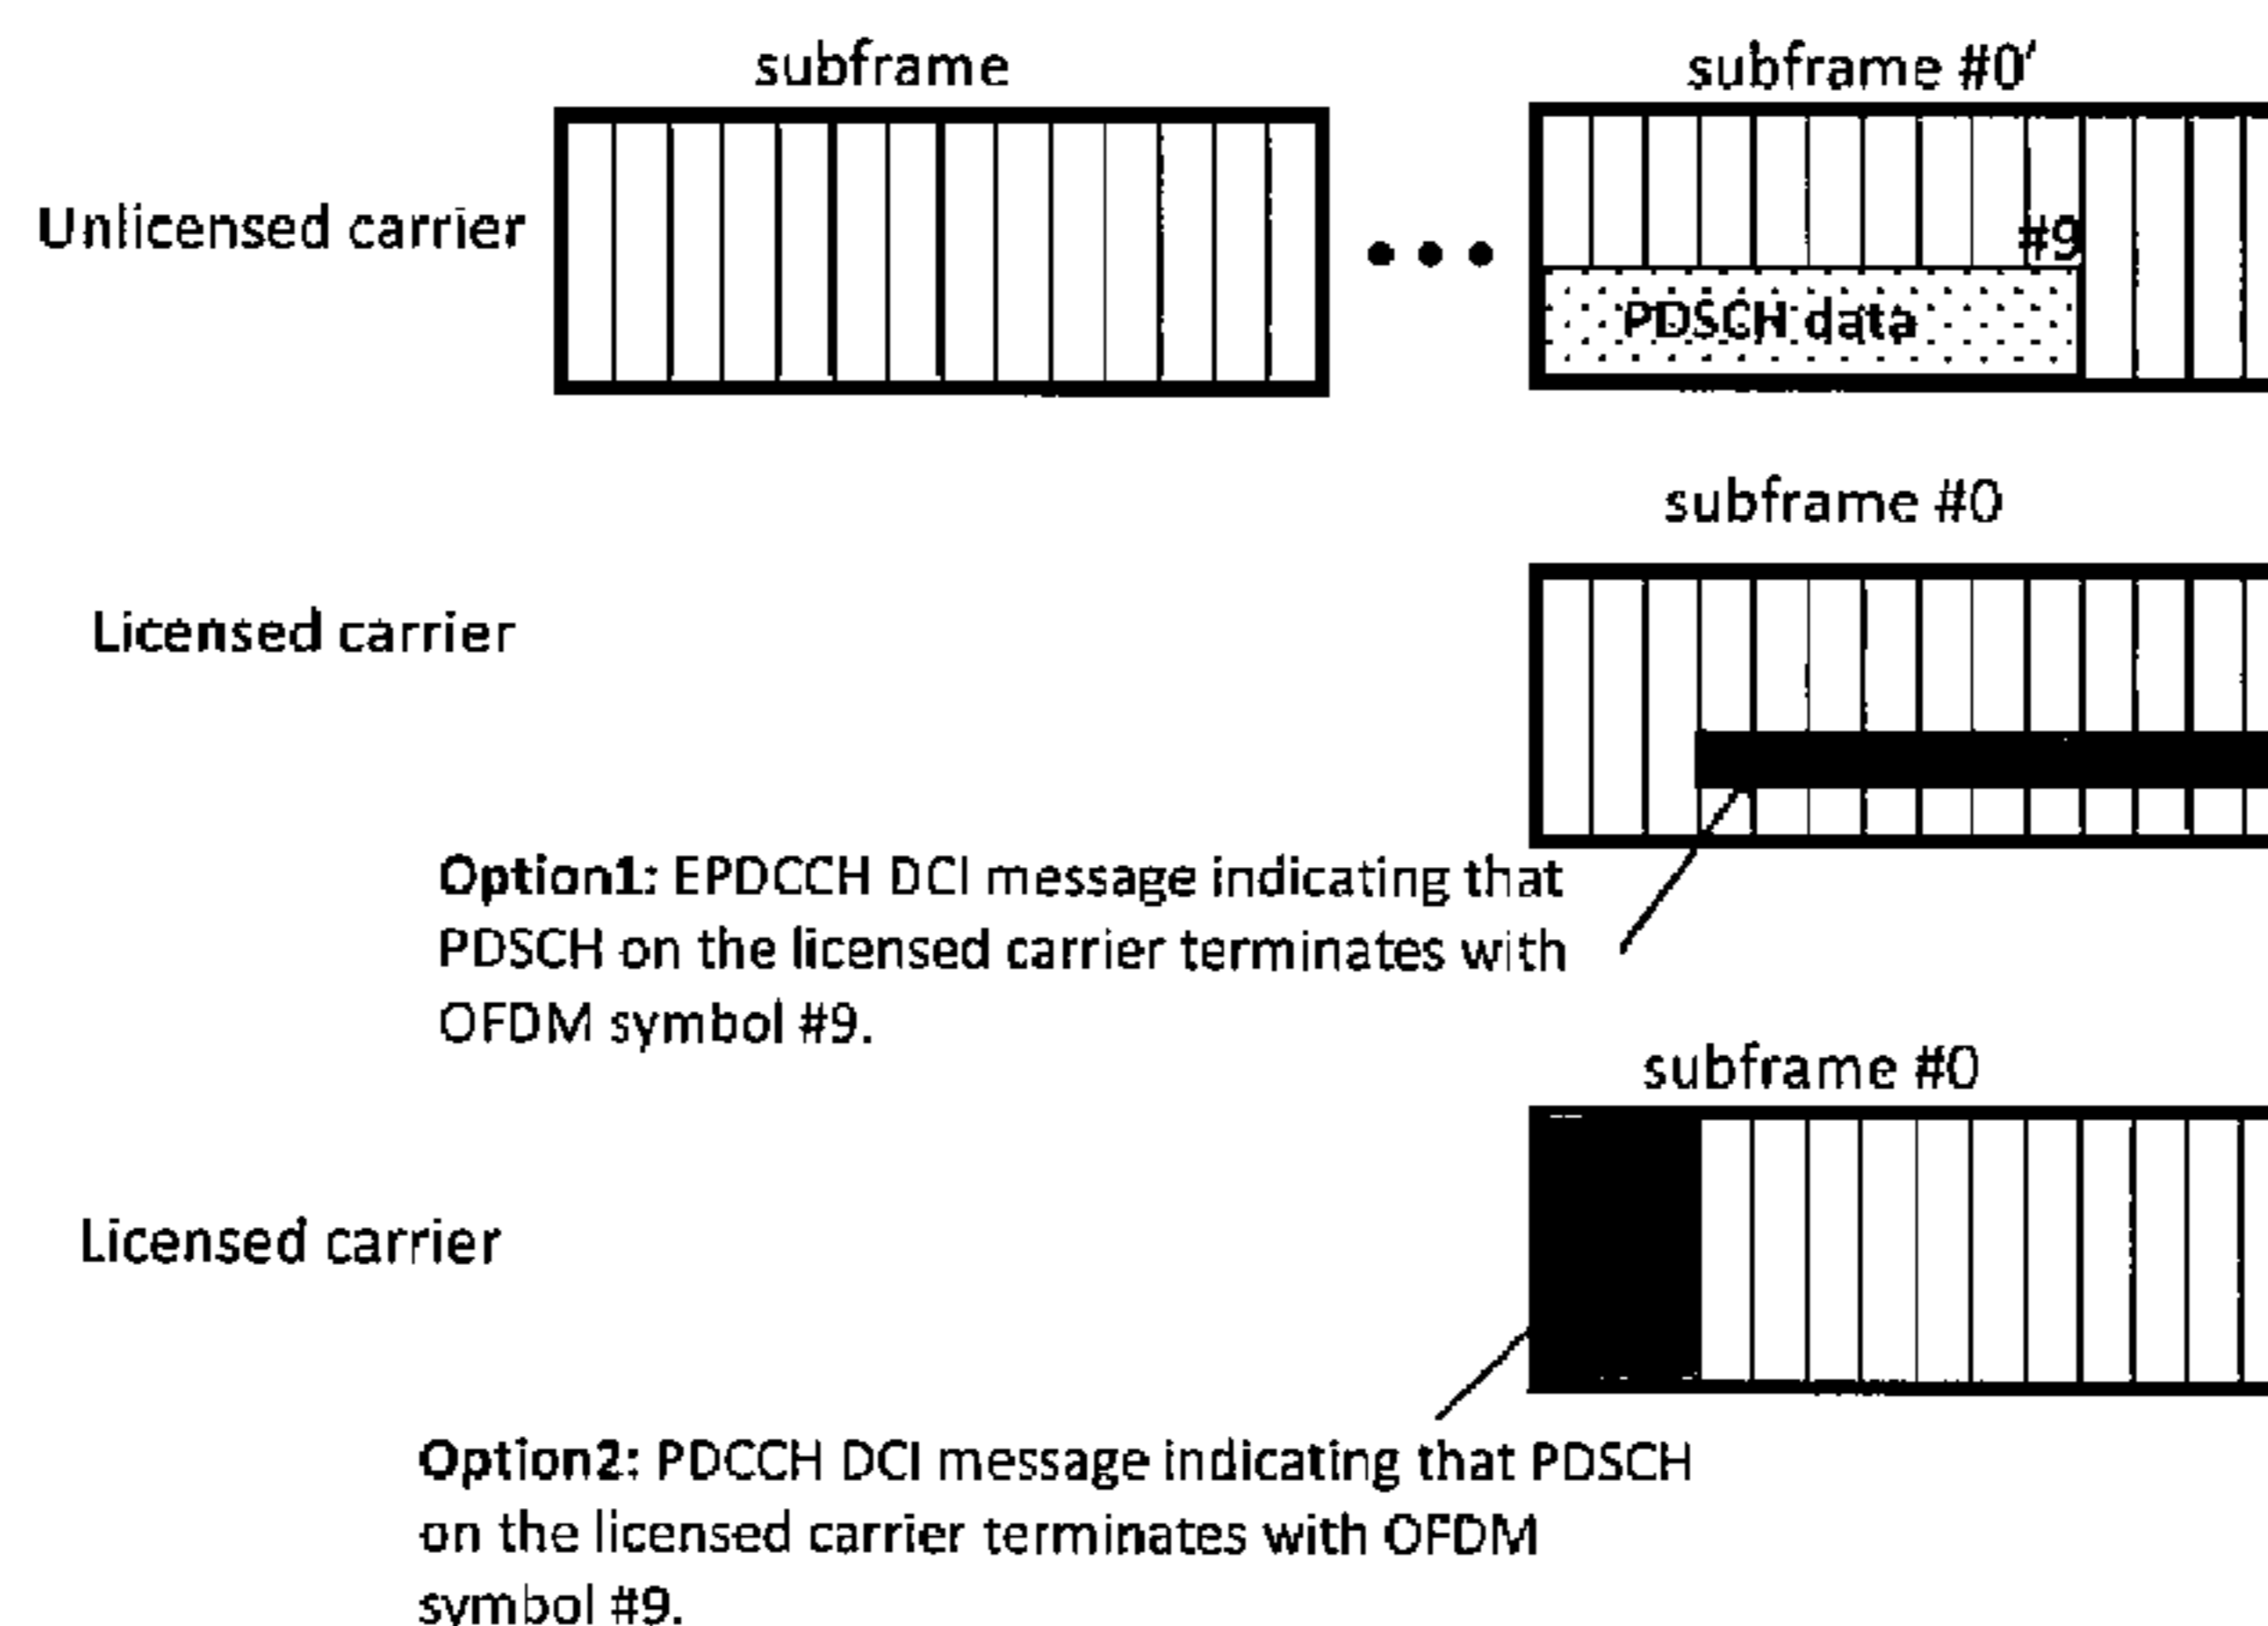 subframe
subframe #0'
Unlicensed carrier
#9
PDSCH data
subframe #0
Licensed carrier
Option1: EPDCCH DCI message indicating that
PDSCH on the licensed carrier terminates with
OFDM symbol #9.
subframe #0
Licensed carrier
Option2: PDCCH DCI message indicating that PDSCH
on the licensed carrier terminates with OFDM
symbol #9.